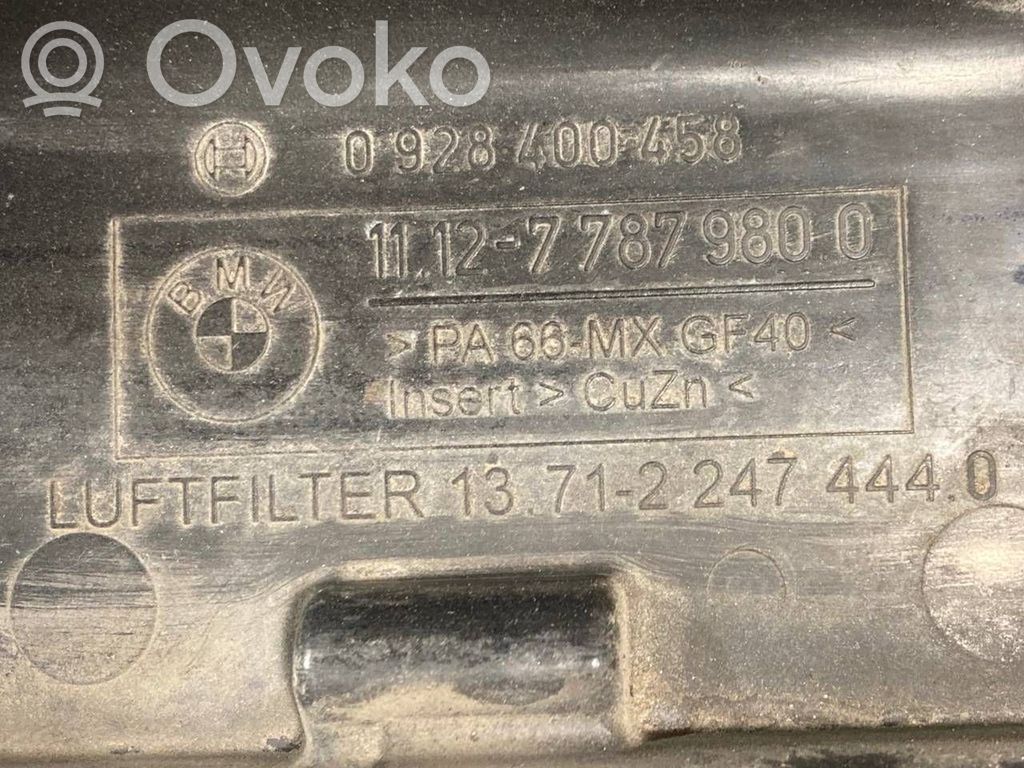 Ovoko
0 928 400 458
BMW
11.12-7 787 980.0
> PA 66-MX GF40 <
Insert > CuZn <
LUFTFILTER 13.71-2 247 444.0